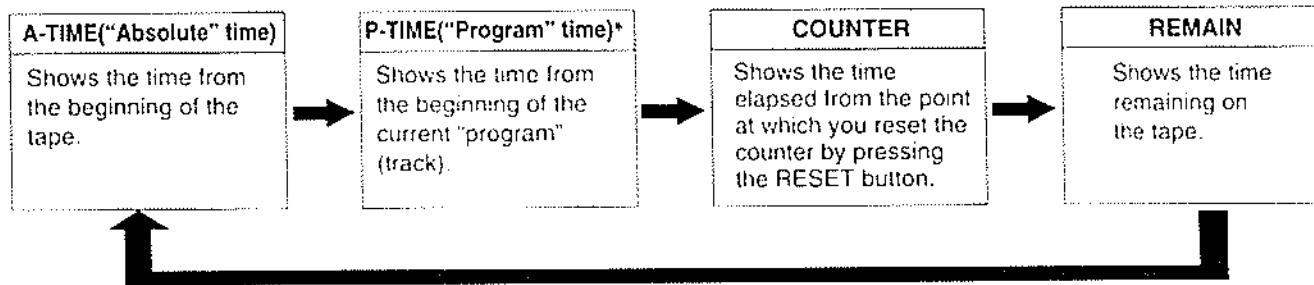 A-TIME("Absolute" time)
Shows the time from
the beginning of the
tape.
P-TIME("Program" time)*
Shows the time from
the beginning of the
current "program"
(track).
COUNTER
Shows the time
elapsed from the point
at which you reset the
counter by pressing
the RESET button.
REMAIN
Shows the time
remaining on
the tape.